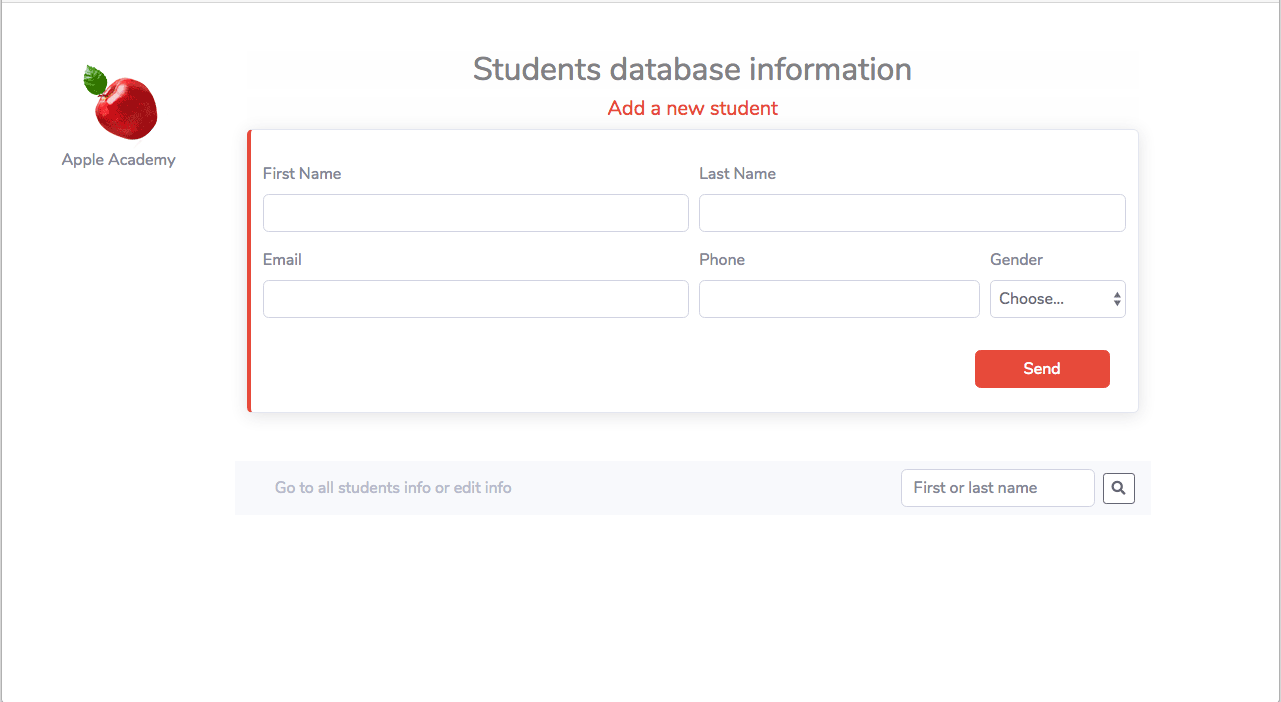 Students database information
Add a new student
Apple Academy
First Name Last Name
Email Phone Gender
Choose...
Send
Go to all students info or edit info First or last name